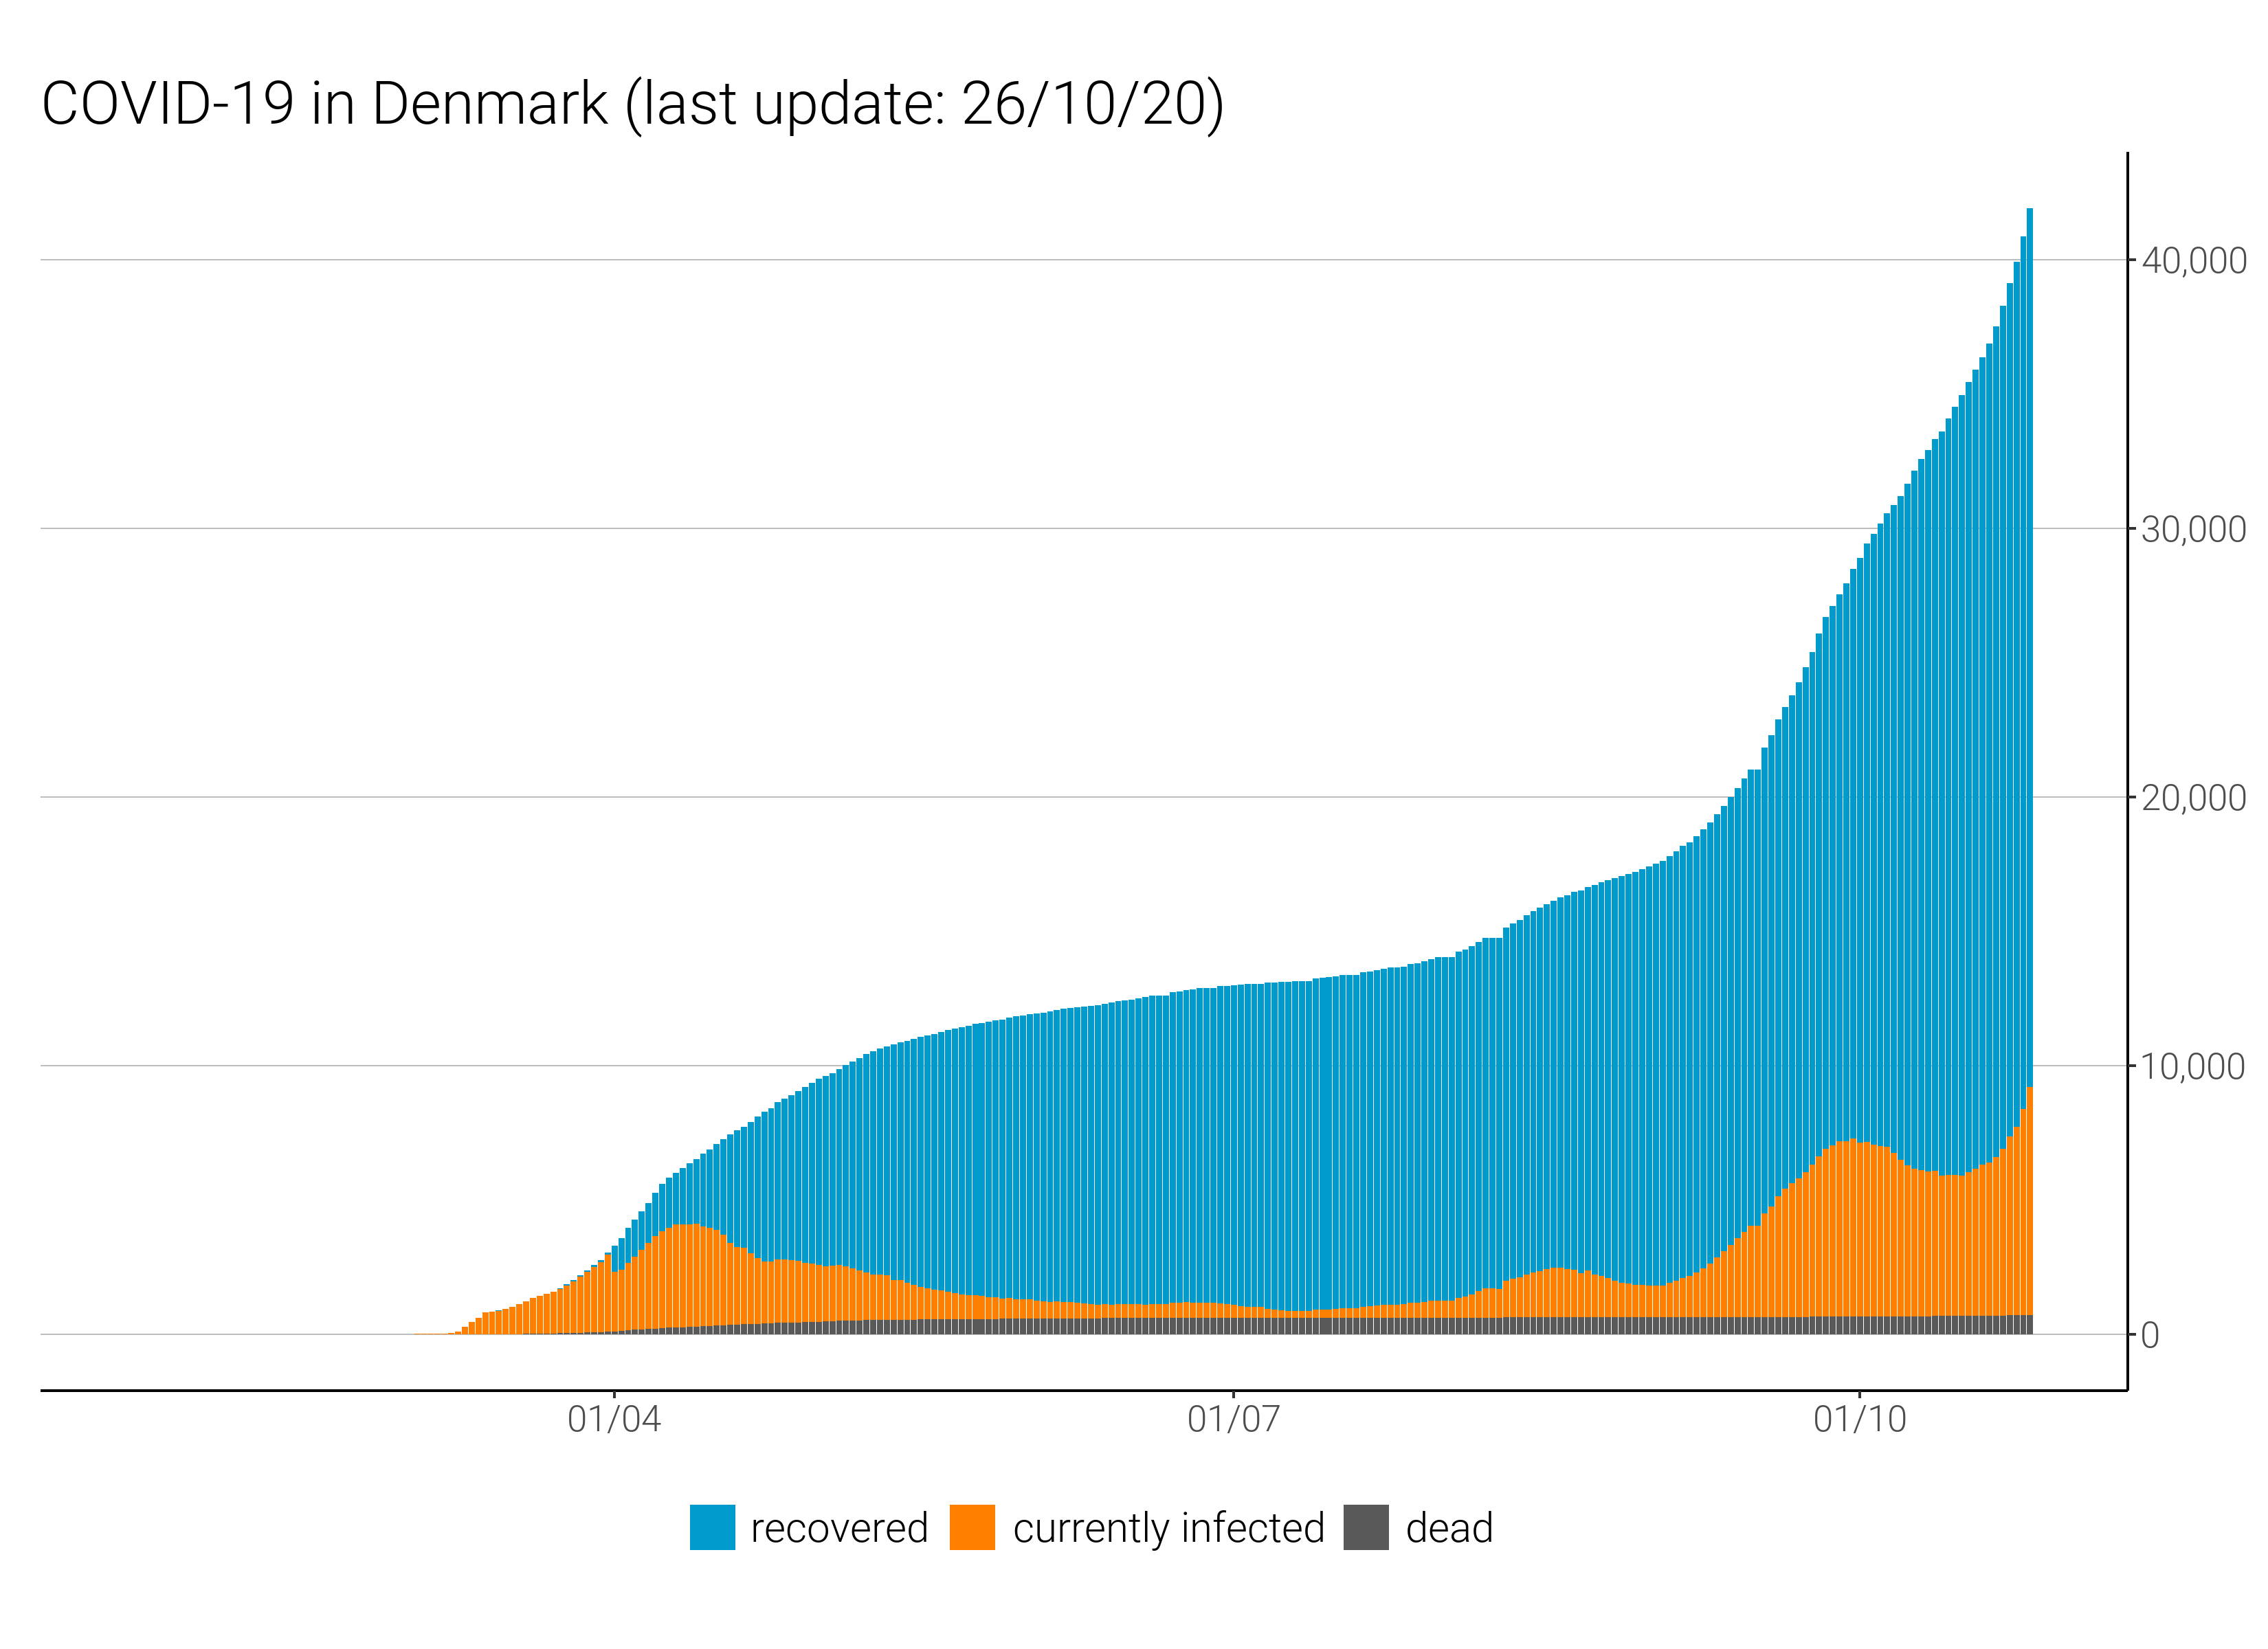 COVID-19 in Denmark (last update: 26/10/20)
40,000
30,000
20,000
10,000
0
01/04 01/07 01/10
recovered currently infected dead